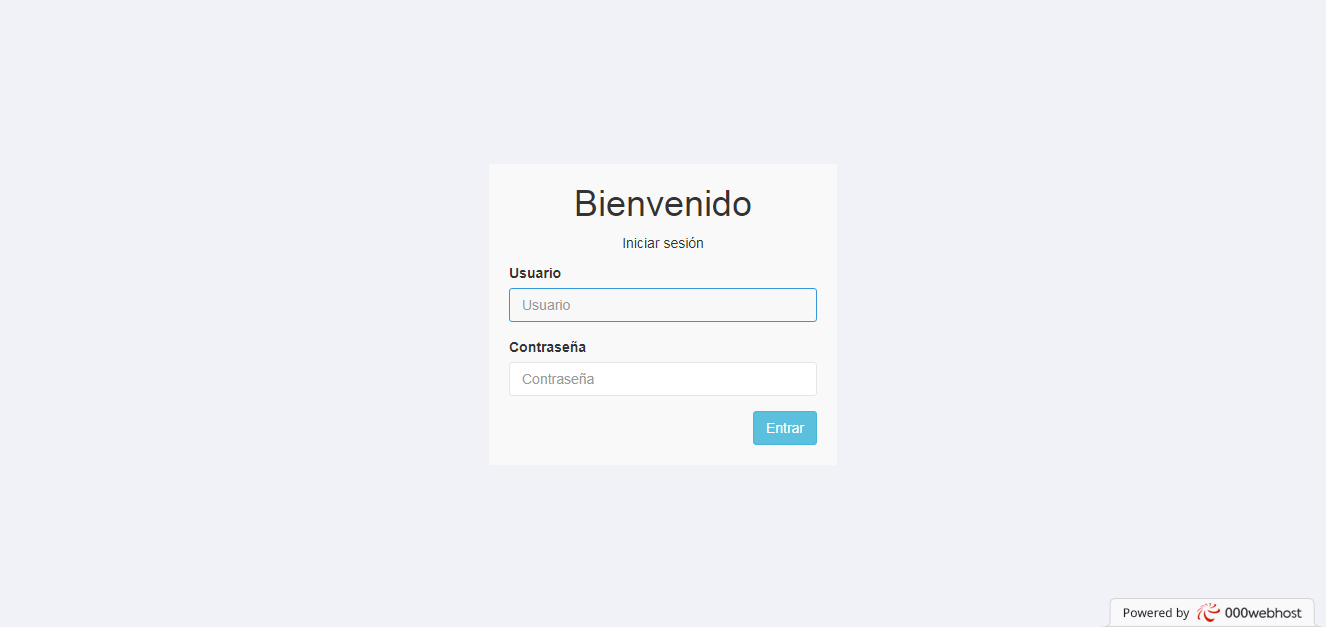 Bienvenido
Iniciar sesión
Usuario
Usuario
Contraseña
Contraseña
Entrar
Powered by 000webhost